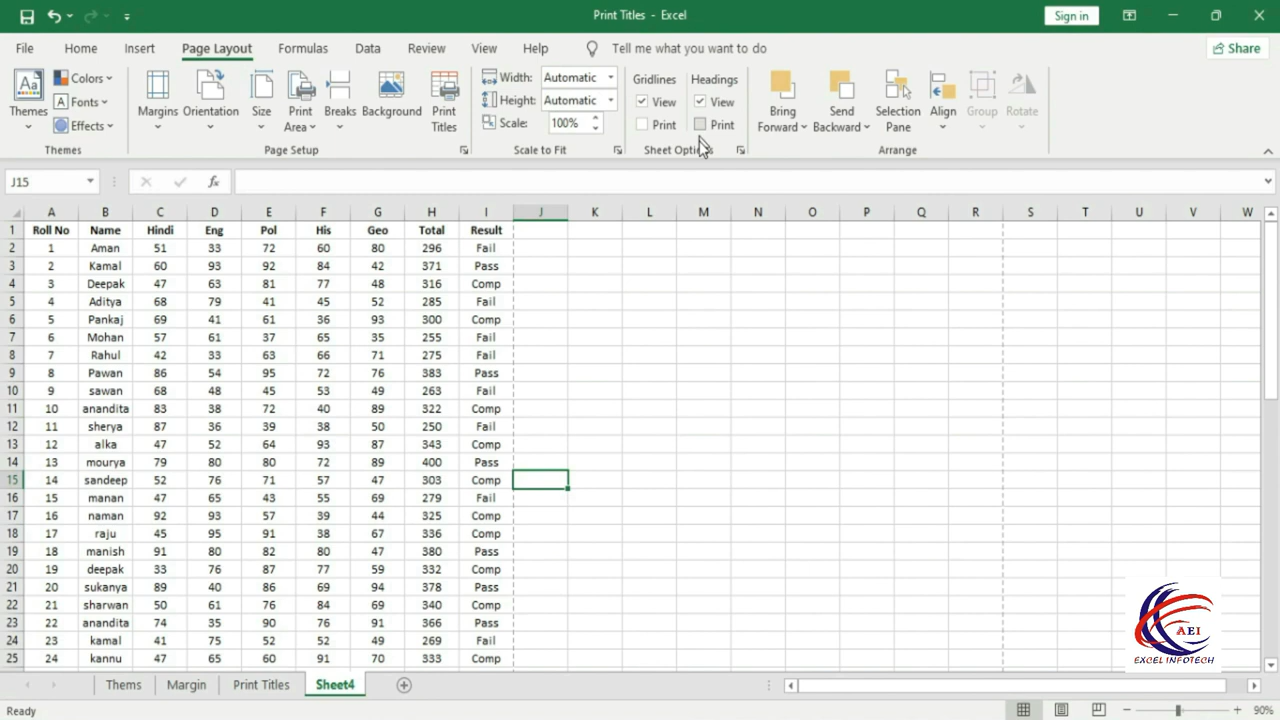 Print Titles - Excel
Sign in
File Home Insert Page Layout Formulas Data Review View Help Tell me what you want to do Share
Colors Width: Automatic Gridlines Headings
Fonts Height: Automatic View View
Effects Scale: 100% Print Print
Themes Margins Orientation Size Print Area Breaks Background Print Titles Bring Forward Send Backward Selection Pane Align Group Rotate
Themes Page Setup Scale to Fit Sheet Options Arrange
J15 fx
A B C D E F G H I J K L M N O P Q R S T U V W
1 Roll No Name Hindi Eng Pol His Geo Total Result
2 1 Aman 51 33 72 60 80 296 Fail
3 2 Kamal 60 93 92 84 42 371 Pass
4 3 Deepak 47 63 81 77 48 316 Comp
5 4 Aditya 68 79 41 45 52 285 Fail
6 5 Pankaj 69 41 61 36 93 300 Comp
7 6 Mohan 57 61 37 65 35 255 Fail
8 7 Rahul 42 33 63 66 71 275 Fail
9 8 Pawan 86 54 95 72 76 383 Pass
10 9 sawan 68 48 45 53 49 263 Fail
11 10 anandita 83 38 72 40 89 322 Comp
12 11 sherya 87 36 39 38 50 250 Fail
13 12 alka 47 52 64 93 87 343 Comp
14 13 mourya 79 80 80 72 89 400 Pass
15 14 sandeep 52 76 71 57 47 303 Comp
16 15 manan 47 65 43 55 69 279 Fail
17 16 naman 92 93 57 39 44 325 Comp
18 17 raju 45 95 91 38 67 336 Comp
19 18 manish 91 80 82 80 47 380 Pass
20 19 deepak 33 76 87 77 59 332 Comp
21 20 sukanya 89 40 86 69 94 378 Pass
22 21 sharwan 50 61 76 84 69 340 Comp
23 22 anandita 74 35 90 76 91 366 Pass
24 23 kamal 41 75 52 52 49 269 Fail
25 24 kannu 47 65 60 91 70 333 Comp
AEI
EXCEL INFOTECH
Thems Margin Print Titles Sheet4
Ready 90%